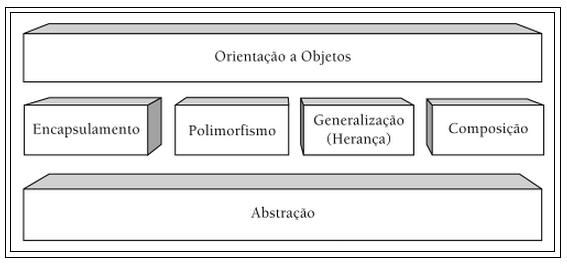 Orientação a Objetos
Encapsulamento
Polimorfismo
Generalização
(Herança)
Composição
Abstração